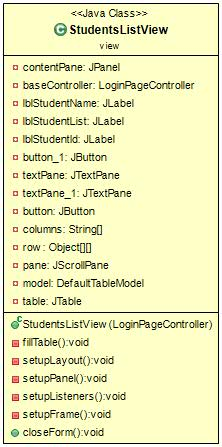 <<Java Class>>
StudentsListView
view
contentPane: JPanel
baseController: LoginPageController
lblStudentName: JLabel
lblStudentList: JLabel
lblStudentId: JLabel
button_1: JButton
textPane: JTextPane
textPane_1: JTextPane
button: JButton
columns: String[]
row : Object[][]
pane: JScrollPane
model: DefaultTableModel
table: JTable
StudentsListView (LoginPageController)
fillTable():void
setupLayout():void
setupPanel():void
setupListeners():void
setupFrame():void
closeForm():void